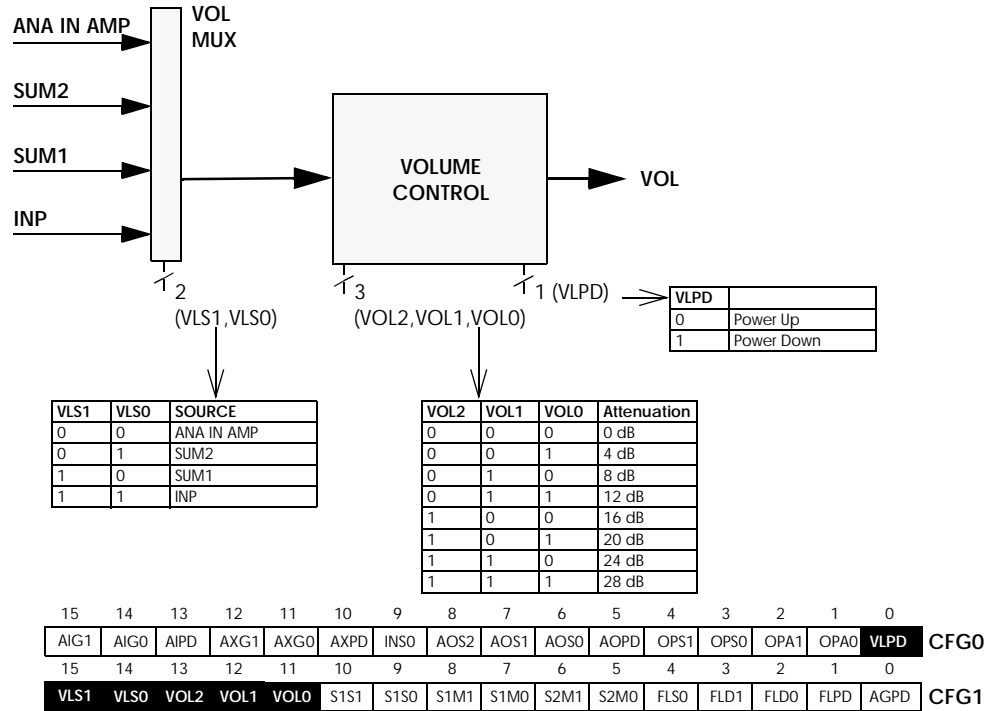 ANA IN AMP
VOL
MUX
SUM2
SUM1
INP
VOLUME
CONTROL
VOL
2
(VLS1,VLS0)
3
(VOL2,VOL1,VOL0)
1 (VLPD)
VLPD
0 Power Up
1 Power Down
VLS1 VLS0 SOURCE
0 0 ANA IN AMP
0 1 SUM2
1 0 SUM1
1 1 INP
VOL2 VOL1 VOL0 Attenuation
0 0 0 0 dB
0 0 1 4 dB
0 1 0 8 dB
0 1 1 12 dB
1 0 0 16 dB
1 0 1 20 dB
1 1 0 24 dB
1 1 1 28 dB
15 14 13 12 11 10 9 8 7 6 5 4 3 2 1 0
AIG1 AIG0 AIPD AXG1 AXG0 AXPD INS0 AOS2 AOS1 AOS0 AOPD OPS1 OPS0 OPA1 OPA0 VLPD CFG0
15 14 13 12 11 10 9 8 7 6 5 4 3 2 1 0
VLS1 VLS0 VOL2 VOL1 VOL0 S1S1 S1S0 S1M1 S1M0 S2M1 S2M0 FLS0 FLD1 FLD0 FLPD AGPD CFG1